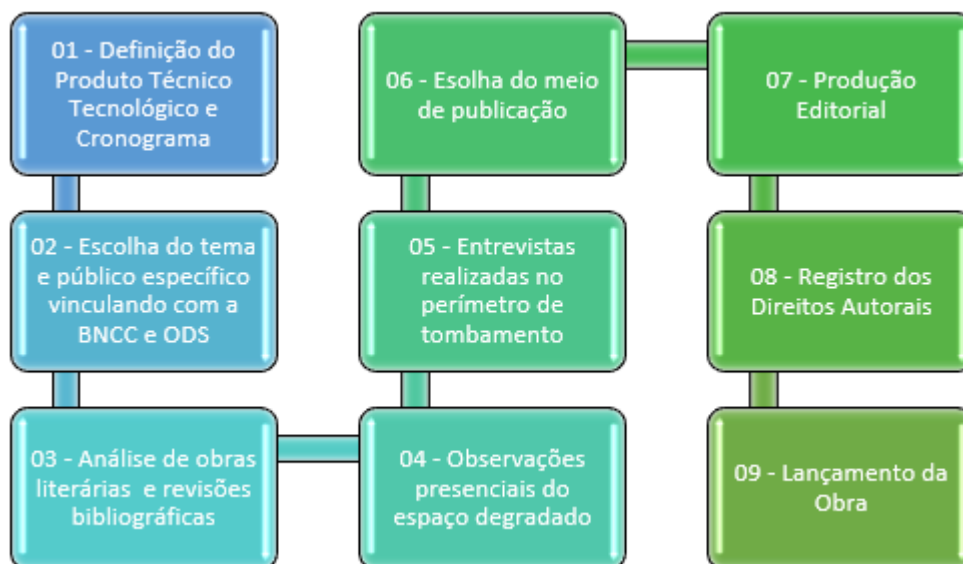 01 - Definição do
Produto Técnico
Tecnológico e
Cronograma
02 - Escolha do tema
e público específico
vinculando com a
BNCC e ODS
03 - Análise de obras
literárias e revisões
bibliográficas
04 - Observações
presenciais do
espaço degradado
05 - Entrevistas
realizadas no
perímetro de
tombamento
06 - Esolha do meio
de publicação
07 - Produção
Editorial
08 - Registro dos
Direitos Autorais
09 - Lançamento da
Obra